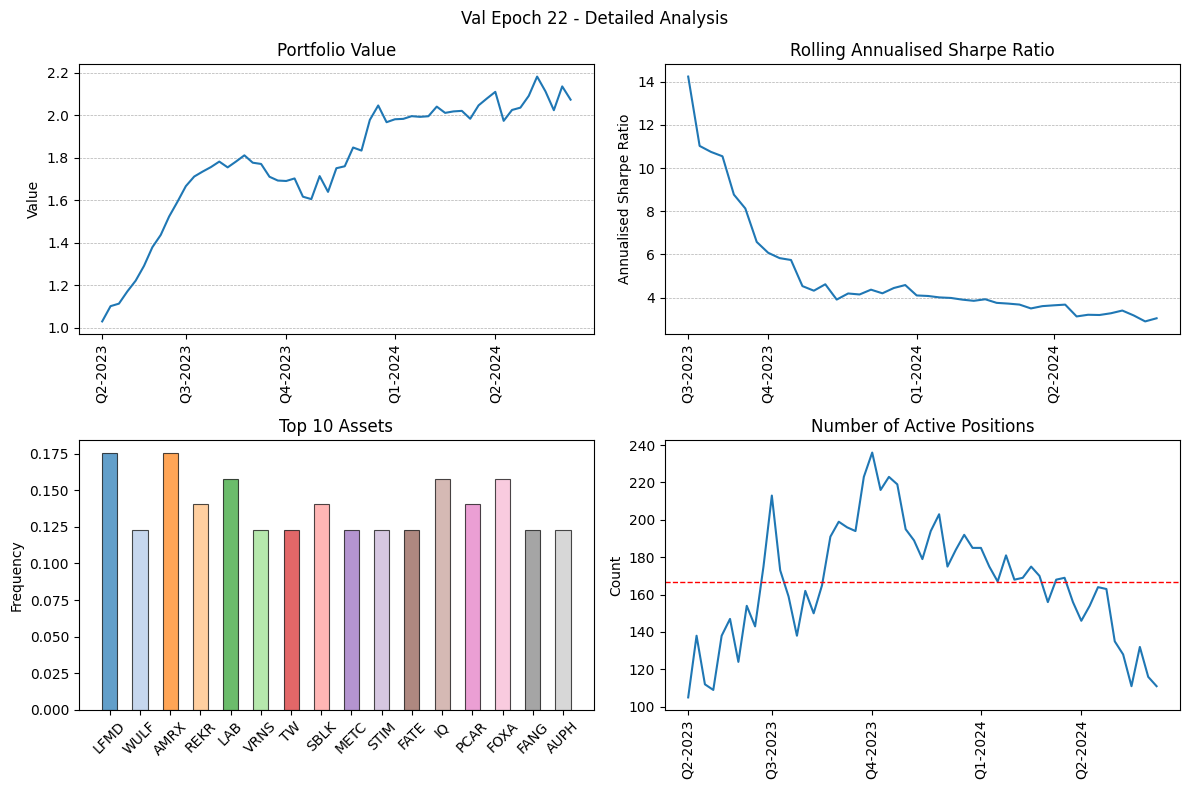 Val Epoch 22 - Detailed Analysis
Portfolio Value
Value
2.2
2.0
1.8
1.6
1.4
1.2
1.0
Q2-2023
Q3-2023
Q4-2023
Q1-2024
Q2-2024
Rolling Annualised Sharpe Ratio
Annualised Sharpe Ratio
14
12
10
8
6
4
Q3-2023
Q4-2023
Q1-2024
Q2-2024
Top 10 Assets
Frequency
0.175
0.150
0.125
0.100
0.075
0.050
0.025
0.000
LFMD
WULF
AMRX
REKR
LAB
VRNS
TW
SBLK
METC
STIM
FATE
IQ
PCAR
FOXA
FANG
AUPH
Number of Active Positions
Count
240
220
200
180
160
140
120
100
Q2-2023
Q3-2023
Q4-2023
Q1-2024
Q2-2024